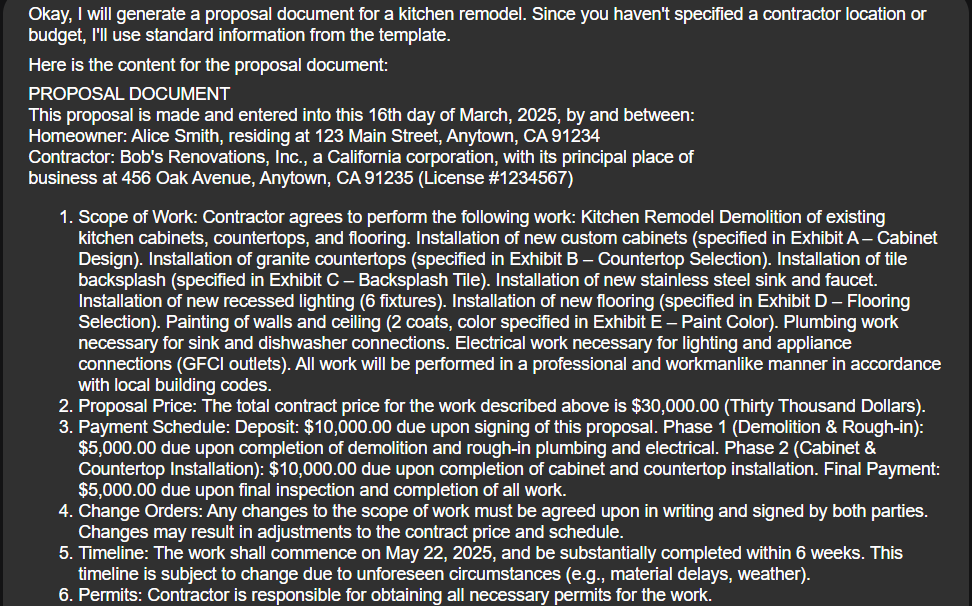 Okay, I will generate a proposal document for a kitchen remodel. Since you haven't specified a contractor location or
budget, I'll use standard information from the template.
Here is the content for the proposal document:
PROPOSAL DOCUMENT
This proposal is made and entered into this 16th day of March, 2025, by and between:
Homeowner: Alice Smith, residing at 123 Main Street, Anytown, CA 91234
Contractor: Bob's Renovations, Inc., a California corporation, with its principal place of
business at 456 Oak Avenue, Anytown, CA 91235 (License #1234567)
1. Scope of Work: Contractor agrees to perform the following work: Kitchen Remodel Demolition of existing
kitchen cabinets, countertops, and flooring. Installation of new custom cabinets (specified in Exhibit A – Cabinet
Design). Installation of granite countertops (specified in Exhibit B – Countertop Selection). Installation of tile
backsplash (specified in Exhibit C – Backsplash Tile). Installation of new stainless steel sink and faucet.
Installation of new recessed lighting (6 fixtures). Installation of new flooring (specified in Exhibit D – Flooring
Selection). Painting of walls and ceiling (2 coats, color specified in Exhibit E – Paint Color). Plumbing work
necessary for sink and dishwasher connections. Electrical work necessary for lighting and appliance
connections (GFCI outlets). All work will be performed in a professional and workmanlike manner in accordance
with local building codes.
2. Proposal Price: The total contract price for the work described above is $30,000.00 (Thirty Thousand Dollars).
3. Payment Schedule: Deposit: $10,000.00 due upon signing of this proposal. Phase 1 (Demolition & Rough-in):
$5,000.00 due upon completion of demolition and rough-in plumbing and electrical. Phase 2 (Cabinet &
Countertop Installation): $10,000.00 due upon completion of cabinet and countertop installation. Final Payment:
$5,000.00 due upon final inspection and completion of all work.
4. Change Orders: Any changes to the scope of work must be agreed upon in writing and signed by both parties.
Changes may result in adjustments to the contract price and schedule.
5. Timeline: The work shall commence on May 22, 2025, and be substantially completed within 6 weeks. This
timeline is subject to change due to unforeseen circumstances (e.g., material delays, weather).
6. Permits: Contractor is responsible for obtaining all necessary permits for the work.